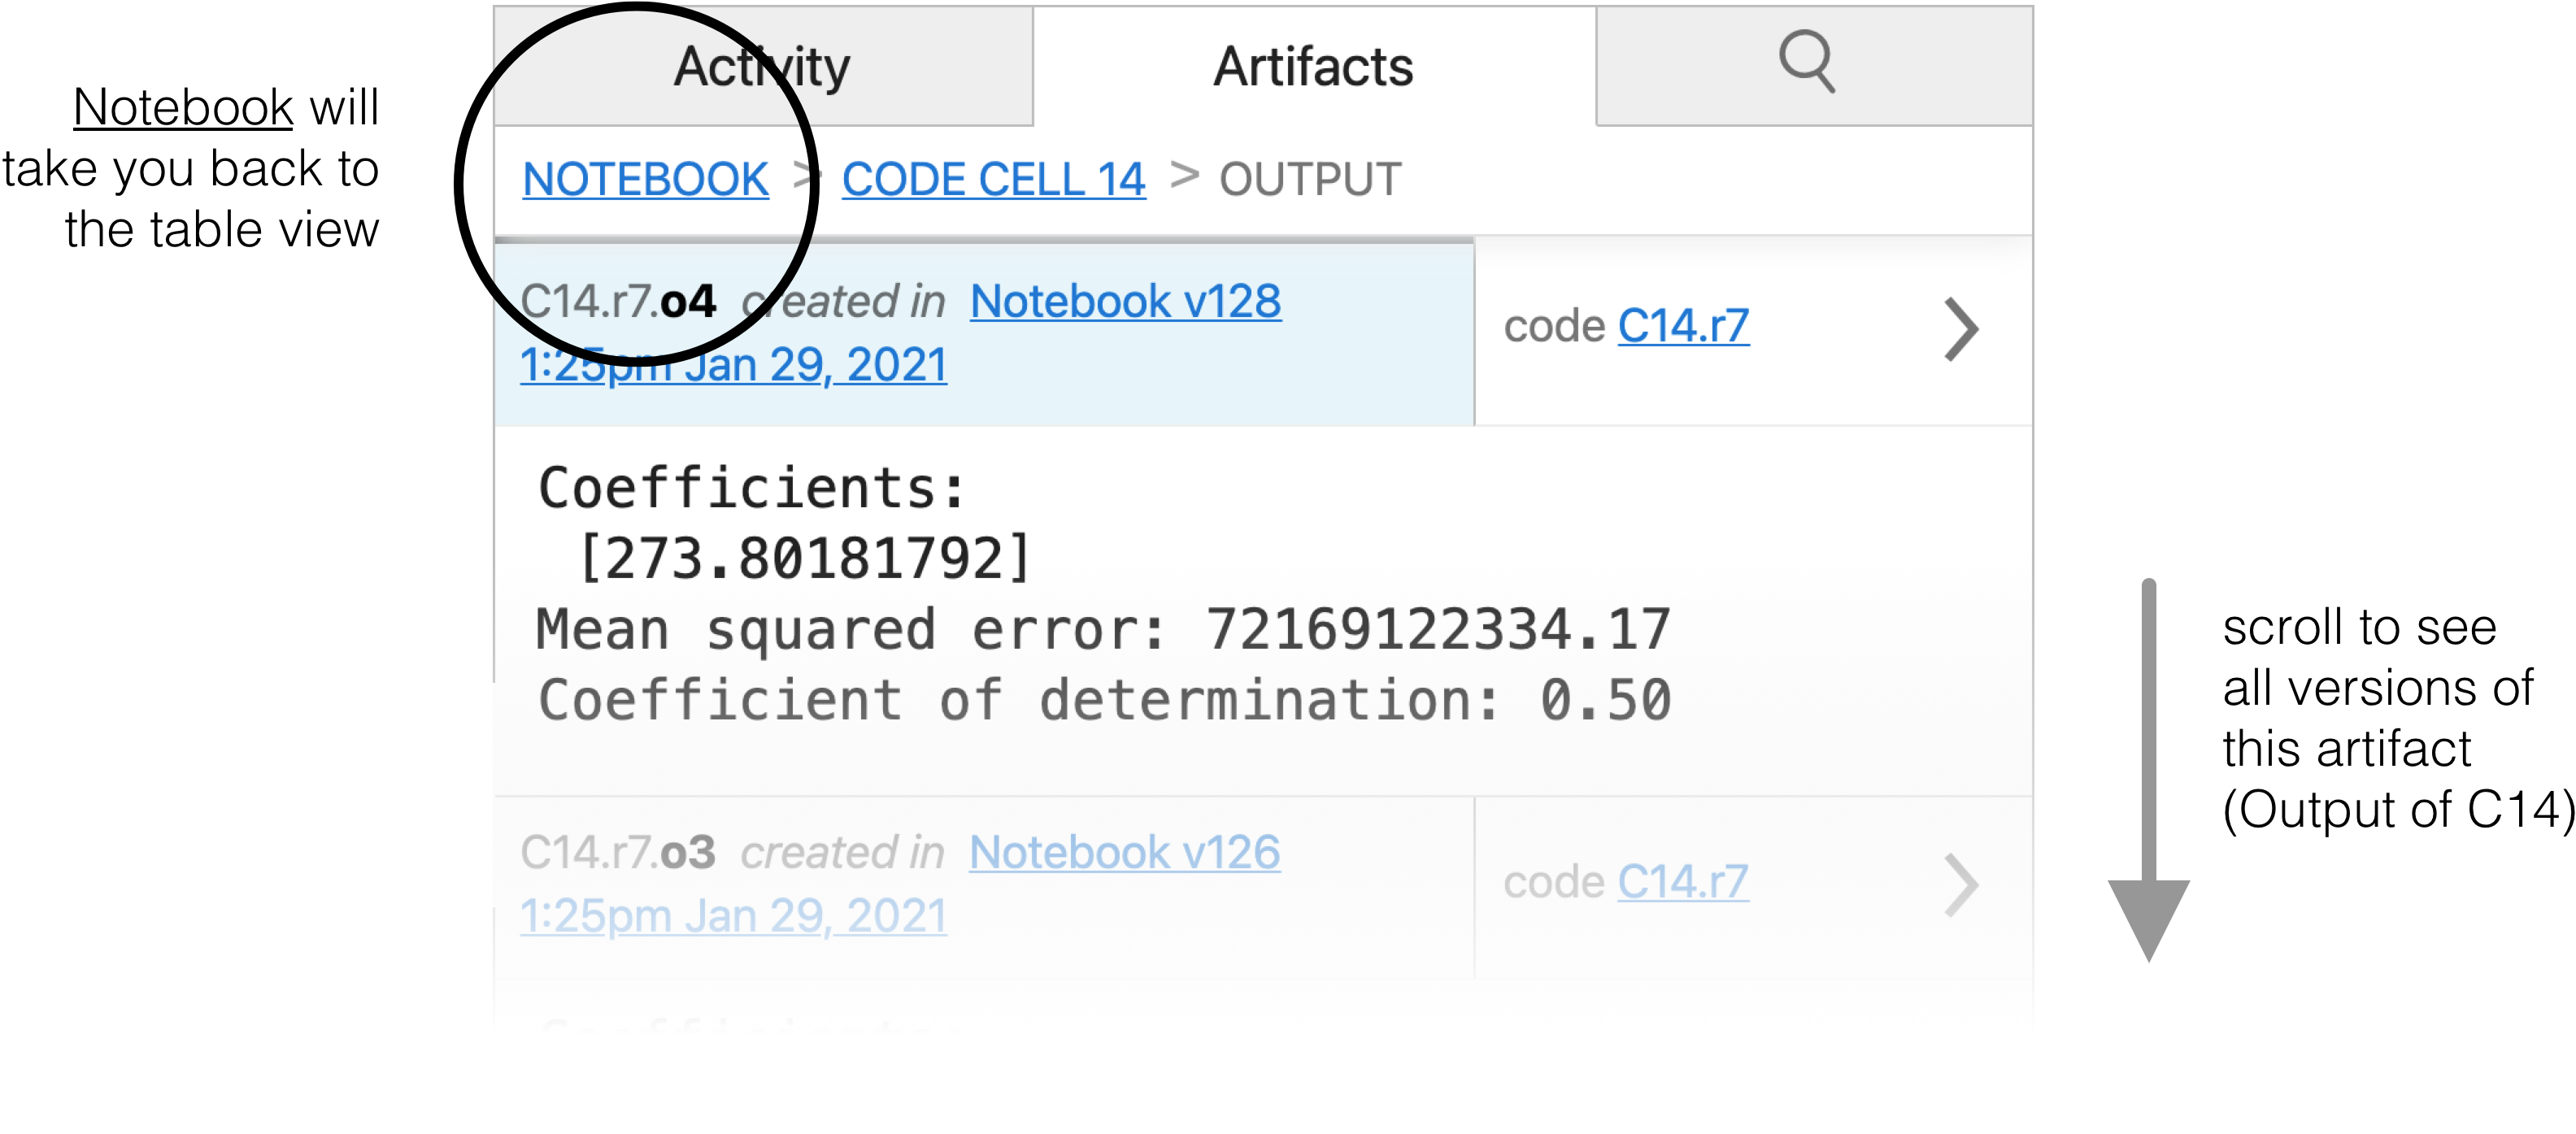 Notebook will
take you back to
the table view
Activity
Artifacts
NOTEBOOK > CODE CELL 14 > OUTPUT
C14.r7.o4 created in Notebook v128
1:25pm Jan 29, 2021
code C14.r7
Coefficients:
[273.80181792]
Mean squared error: 72169122334.17
Coefficient of determination: 0.50
C14.r7.o3 created in Notebook v126
1:25pm Jan 29, 2021
code C14.r7
scroll to see
all versions of
this artifact
(Output of C14)